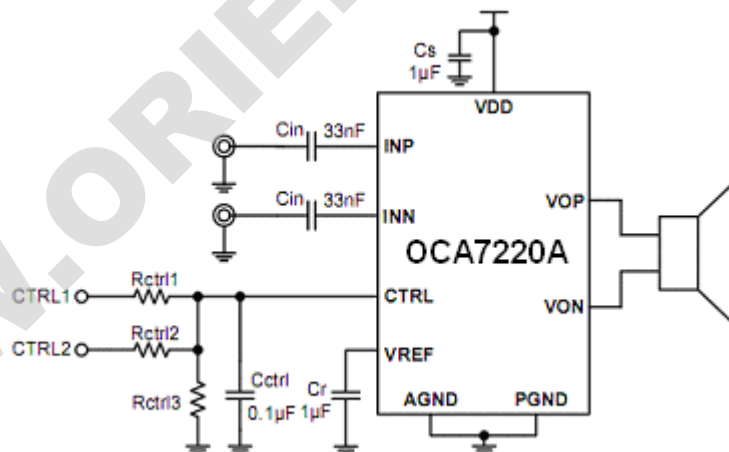 Cs
1µF
VDD
Cin 33nF
INP
Cin 33nF
INN
VOP
OCA7220A
CTRL1
Rctrl1
CTRL
VON
CTRL2
Rctrl2
VREF
Rctrl3
Cctrl
0.1µF
Cr
1µF
AGND
PGND
W.ORIE